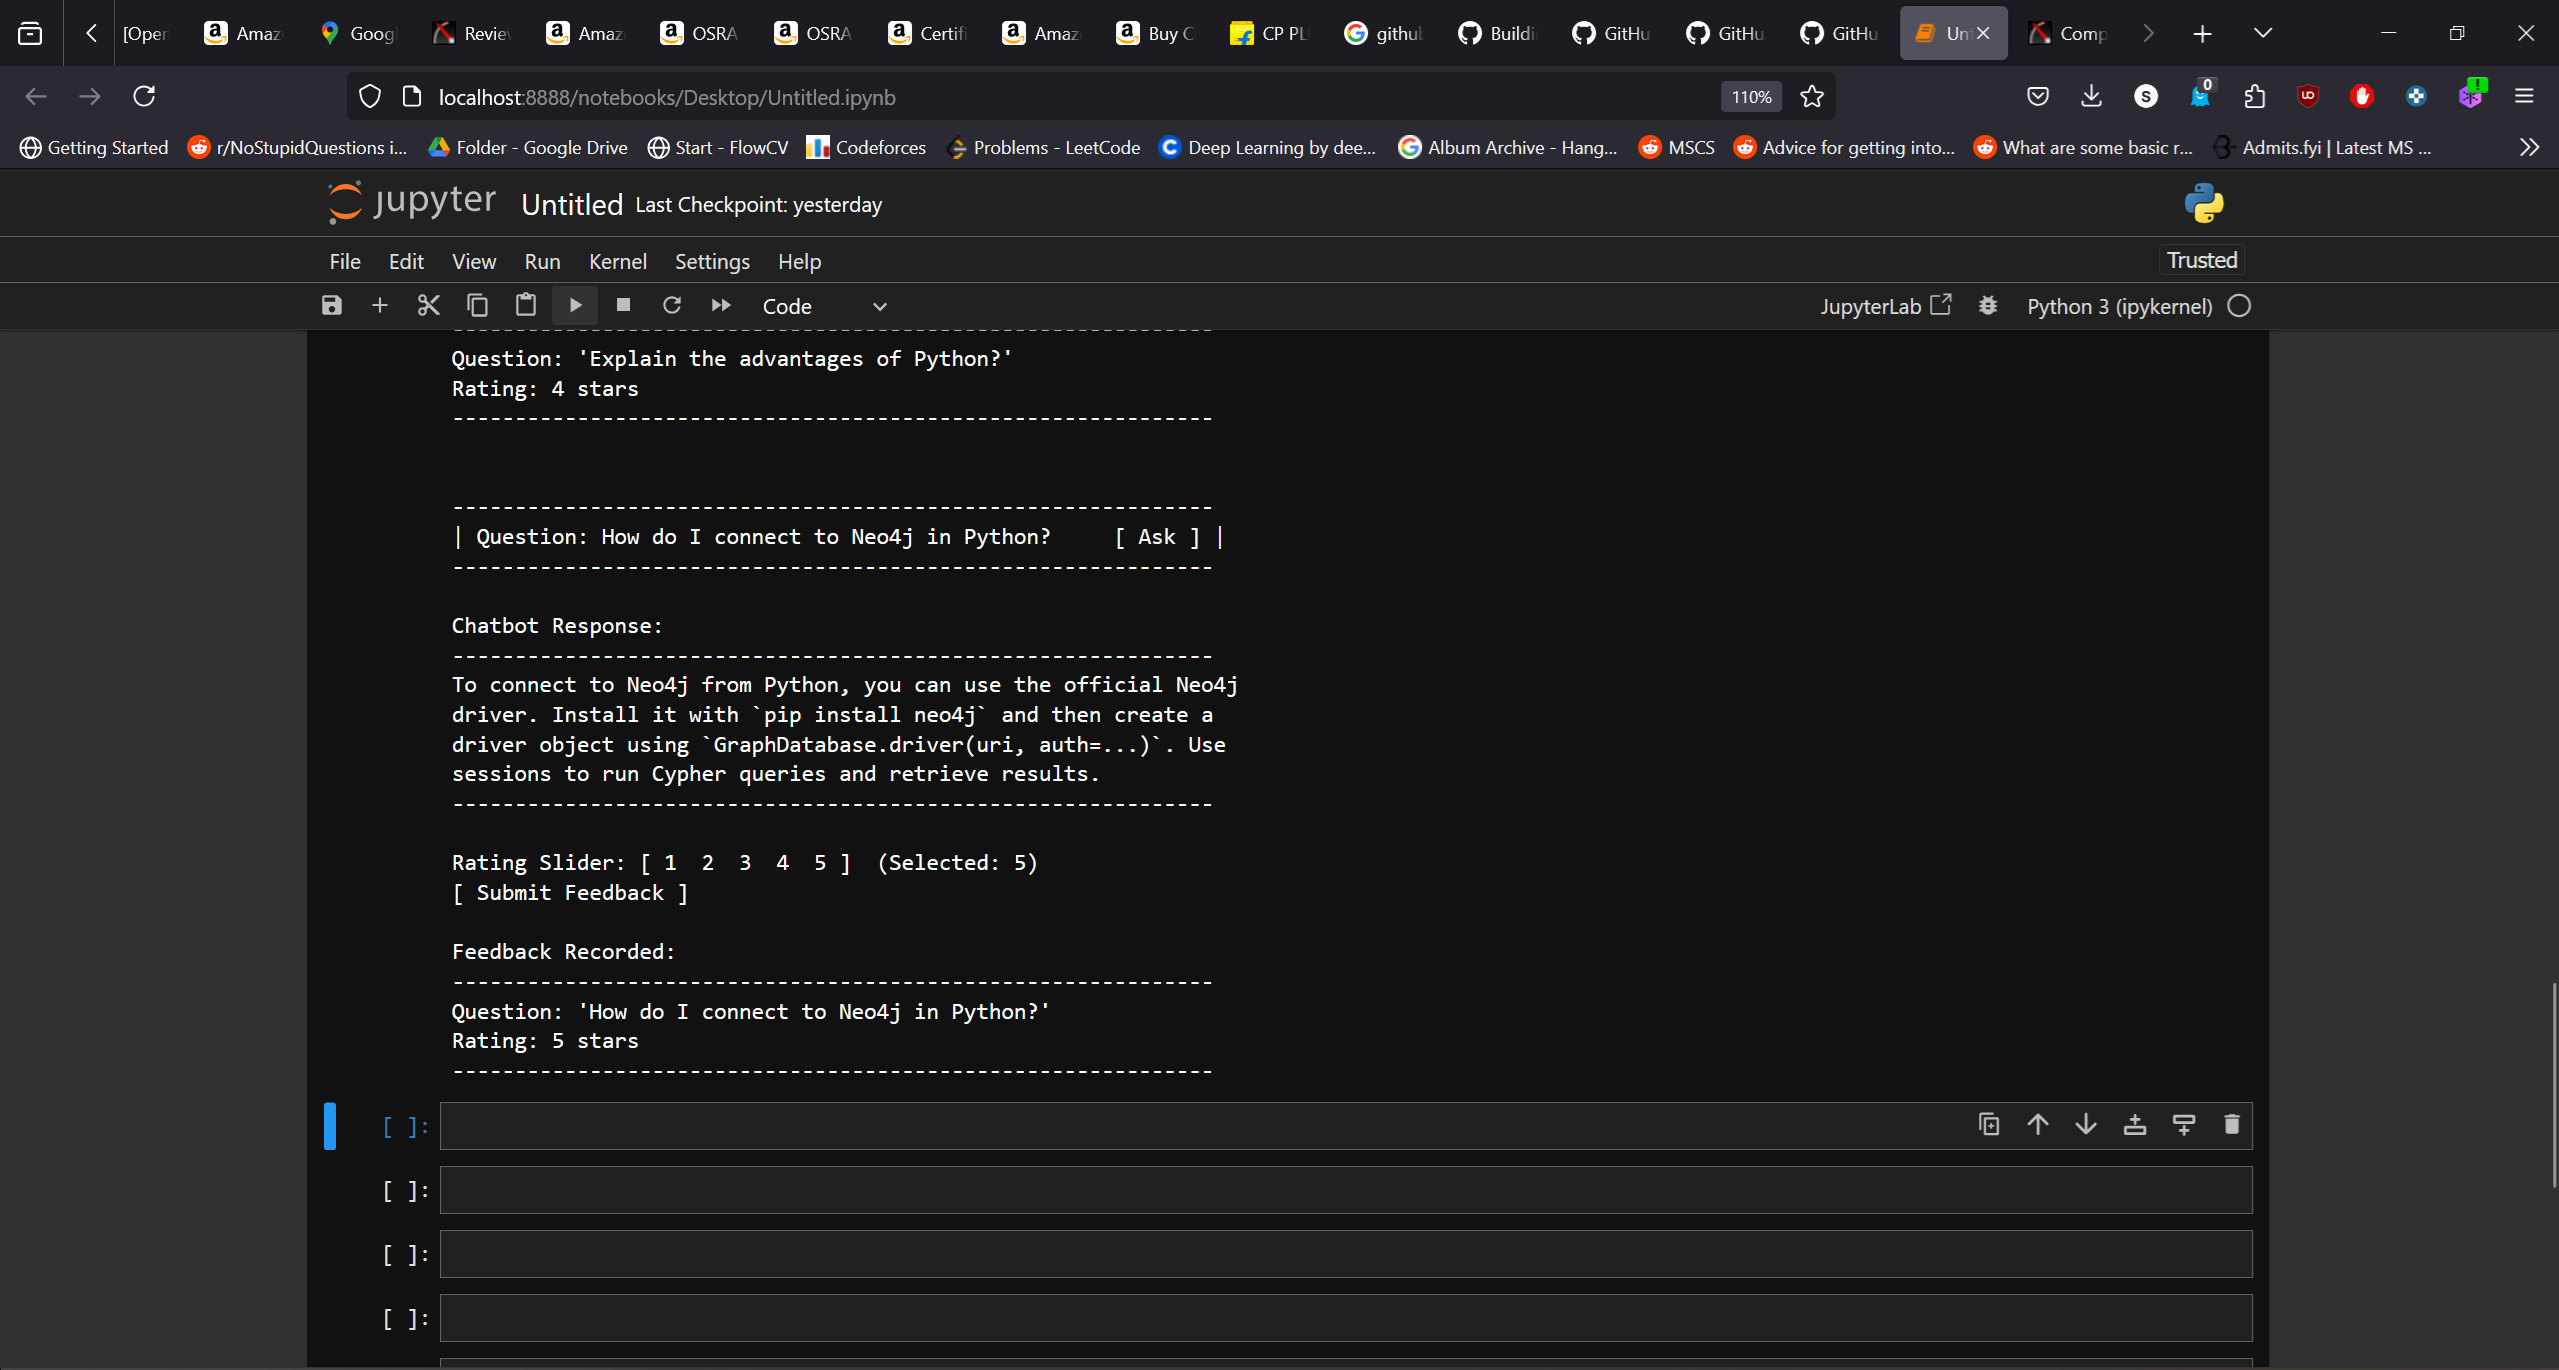 [Oper
Amaz
Googl
Review
Amaz
OSRA
OSRA
Certifi
Amaz
Buy C
CP PL
githul
Buildi
GitHu
GitHu
GitHu
Un
Comp
localhost:8888/notebooks/Desktop/Untitled.ipynb
110%
S
0
!
Getting Started
r/NoStupidQuestions i...
Folder - Google Drive
Start - FlowCV
Codeforces
Problems - LeetCode
Deep Learning by dee...
Album Archive - Hang...
MSCS
Advice for getting into...
What are some basic r...
Admits.fyi | Latest MS ...
jupyter Untitled Last Checkpoint: yesterday
File Edit View Run Kernel Settings Help
Trusted
Code
JupyterLab
Python 3 (ipykernel)
------------------------------------------------------------- 
Question: 'Explain the advantages of Python?'
Rating: 4 stars
-------------------------------------------------------------
-------------------------------------------------------------
| Question: How do I connect to Neo4j in Python?     [ Ask ] |
-------------------------------------------------------------
Chatbot Response:
-------------------------------------------------------------
To connect to Neo4j from Python, you can use the official Neo4j
driver. Install it with `pip install neo4j` and then create a
driver object using `GraphDatabase.driver(uri, auth=...)`. Use
sessions to run Cypher queries and retrieve results.
-------------------------------------------------------------
Rating Slider: [ 1  2  3  4  5 ]  (Selected: 5)
[ Submit Feedback ]
Feedback Recorded:
-------------------------------------------------------------
Question: 'How do I connect to Neo4j in Python?'
Rating: 5 stars
-------------------------------------------------------------
[ ]:
[ ]:
[ ]:
[ ]: